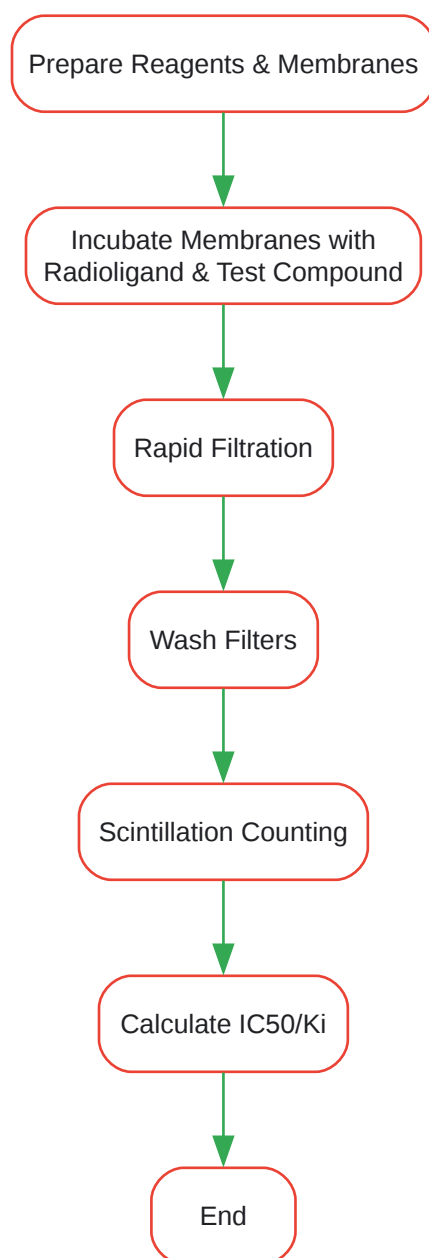 Prepare Reagents & Membranes
Incubate Membranes with
Radioligand & Test Compound
Rapid Filtration
Wash Filters
Scintillation Counting
Calculate IC50/Ki
End